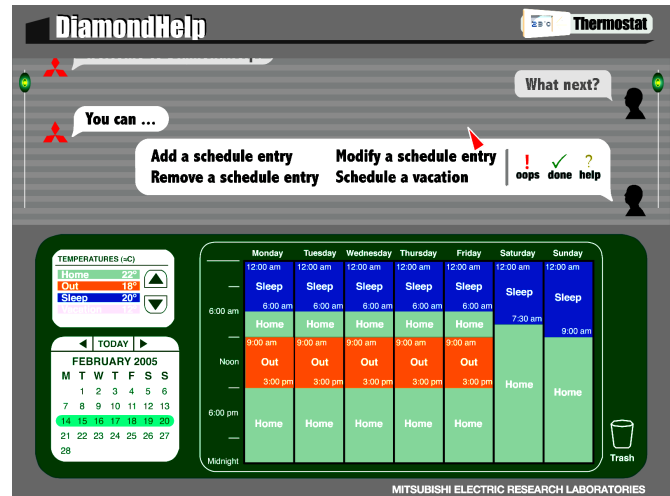 DiamondHelp
Thermostat
What next?
You can ...
Add a schedule entry
Modify a schedule entry
Remove a schedule entry
Schedule a vacation
! ✓ ?
oops done help
TEMPERATURES (=C)
Home 22°
Out 18°
Sleep 20°
Vacation 12°
TODAY
FEBRUARY 2005
M T W T F S S
1 2 3 4 5 6
7 8 9 10 11 12 13
14 15 16 17 18 19 20
21 22 23 24 25 26 27
28
Monday Tuesday Wednesday Thursday Friday Saturday Sunday
12:00 am 12:00 am 12:00 am 12:00 am 12:00 am 12:00 am 12:00 am
Sleep Sleep Sleep Sleep Sleep Sleep Sleep
6:00 am 6:00 am 6:00 am 6:00 am 6:00 am
6:00 am
7:30 am
Home Home Home Home Home
9:00 am
9:00 am 9:00 am 9:00 am 9:00 am 9:00 am
Noon
Out Out Out Out Out
3:00 pm 3:00 pm 3:00 pm 3:00 pm 3:00 pm
Home Home
6:00 pm
Home Home Home Home Home
Midnight
Trash
MITSUBISHI ELECTRIC RESEARCH LABORATORIES